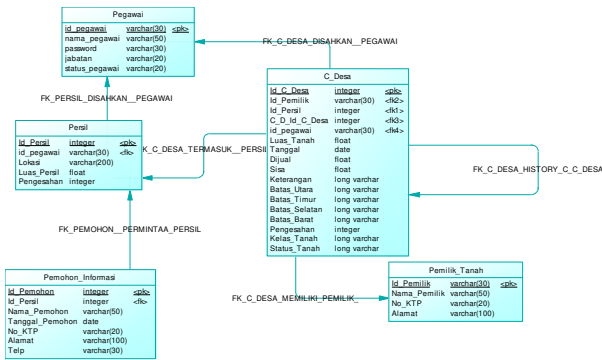 Pegawai
id_pegawai varchar(30) <pk>
nama_pegawai varchar(50)
password varchar(30)
jabatan varchar(20)
status_pegawai varchar(20)
FK_C_DESA_DISAHKAN__PEGAWAI
FK_PERSIL_DISAHKAN__PEGAWAI
C_Desa
Id_C_Desa integer <pk>
Id_Pemilik varchar(30) <fk2>
Id_Persil integer <fk1>
C_D_Id_C_Desa integer <fk3>
id_pegawai varchar(30) <fk4>
Luas_Tanah float
Tanggal date
Dijual float
Sisa float
Keterangan long varchar
Batas_Utara long varchar
Batas_Timur long varchar
Batas_Selatan long varchar
Batas_Barat long varchar
Pengesahan integer
Kelas_Tanah long varchar
Status_Tanah long varchar
Persil
Id_Persil integer <pk>
id_pegawai varchar(30) <fk>
Lokasi varchar(200)
Luas_Persil float
Pengesahan integer
K_C_DESA_TERMASUK__PERSIL
FK_C_DESA_HISTORY_C_C_DESA
FK_PEMOHON__PERMINTAA_PERSIL
Pemohon_Informasi
Id_Pemohon integer <pk>
Id_Persil integer <fk>
Nama_Pemohon varchar(50)
Tanggal_Pemohon date
No_KTP varchar(20)
Alamat varchar(100)
Telp varchar(30)
FK_C_DESA_MEMILIKI_PEMILIK_
Pemilik_Tanah
Id_Pemilik varchar(30) <pk>
Nama_Pemilik varchar(50)
No_KTP varchar(20)
Alamat varchar(100)